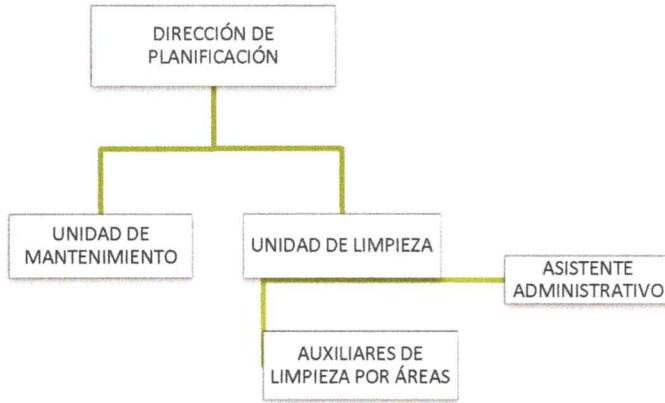 DIRECCIÓN DE
PLANIFICACIÓN
UNIDAD DE
MANTENIMIENTO
UNIDAD DE LIMPIEZA
ASISTENTE
ADMINISTRATIVO
AUXILIARES DE
LIMPIEZA POR ÁREAS